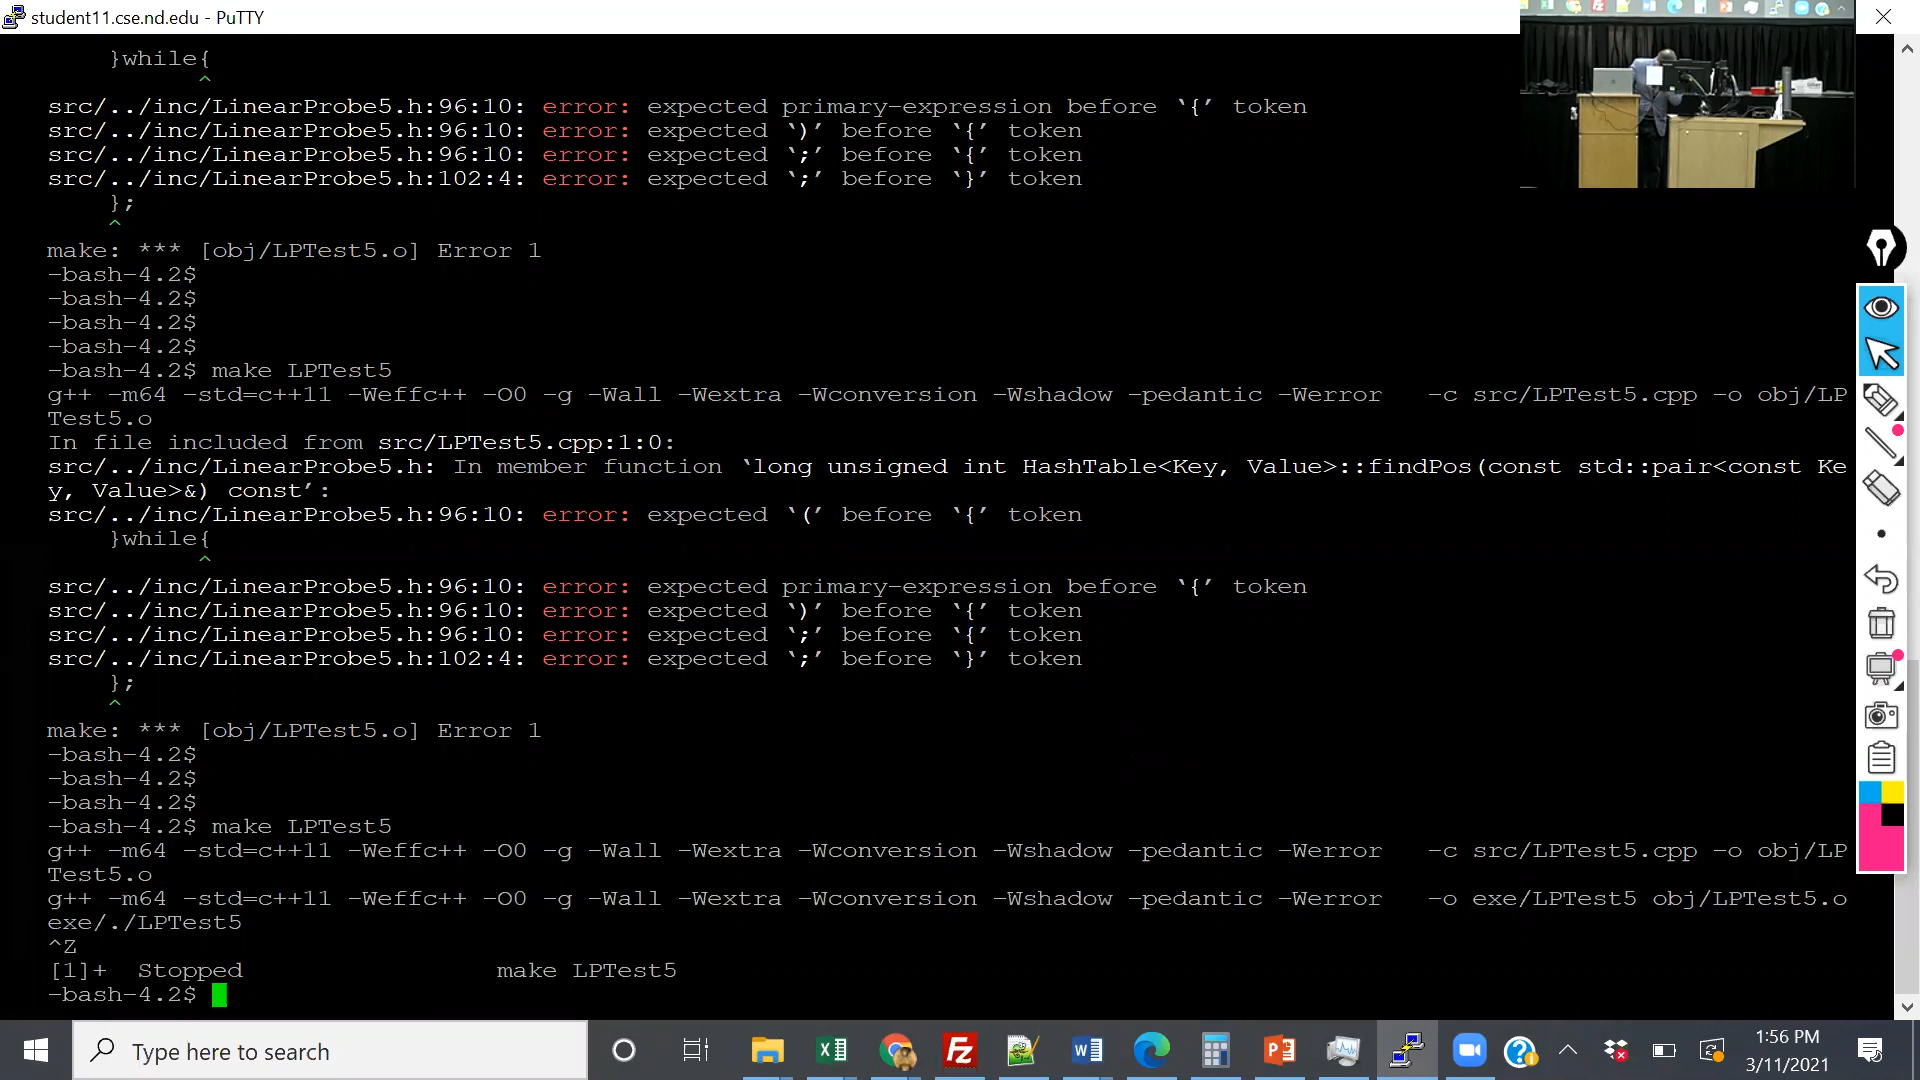 student11.cse.nd.edu - PuTTY
}while{
^
src/../inc/LinearProbe5.h:96:10: error: expected primary-expression before ‘{’ token
src/../inc/LinearProbe5.h:96:10: error: expected ‘)’ before ‘{’ token
src/../inc/LinearProbe5.h:96:10: error: expected ‘;’ before ‘{’ token
src/../inc/LinearProbe5.h:102:4: error: expected ‘;’ before ‘}’ token
};
^
make: *** [obj/LPTest5.o] Error 1
-bash-4.2$
-bash-4.2$
-bash-4.2$
-bash-4.2$
-bash-4.2$ make LPTest5
g++ -m64 -std=c++11 -Weffc++ -O0 -g -Wall -Wextra -Wconversion -Wshadow -pedantic -Werror   -c src/LPTest5.cpp -o obj/LP
Test5.o
In file included from src/LPTest5.cpp:1:0:
src/../inc/LinearProbe5.h: In member function ‘long unsigned int HashTable<Key, Value>::findPos(const std::pair<const Ke
y, Value>&) const’:
src/../inc/LinearProbe5.h:96:10: error: expected ‘(’ before ‘{’ token
}while{
^
src/../inc/LinearProbe5.h:96:10: error: expected primary-expression before ‘{’ token
src/../inc/LinearProbe5.h:96:10: error: expected ‘)’ before ‘{’ token
src/../inc/LinearProbe5.h:96:10: error: expected ‘;’ before ‘{’ token
src/../inc/LinearProbe5.h:102:4: error: expected ‘;’ before ‘}’ token
};
^
make: *** [obj/LPTest5.o] Error 1
-bash-4.2$
-bash-4.2$
-bash-4.2$
-bash-4.2$ make LPTest5
g++ -m64 -std=c++11 -Weffc++ -O0 -g -Wall -Wextra -Wconversion -Wshadow -pedantic -Werror   -c src/LPTest5.cpp -o obj/LP
Test5.o
g++ -m64 -std=c++11 -Weffc++ -O0 -g -Wall -Wextra -Wconversion -Wshadow -pedantic -Werror   -o exe/LPTest5 obj/LPTest5.o
exe/./LPTest5
^Z
[1]+  Stopped                 make LPTest5
-bash-4.2$
Type here to search
1:56 PM
3/11/2021